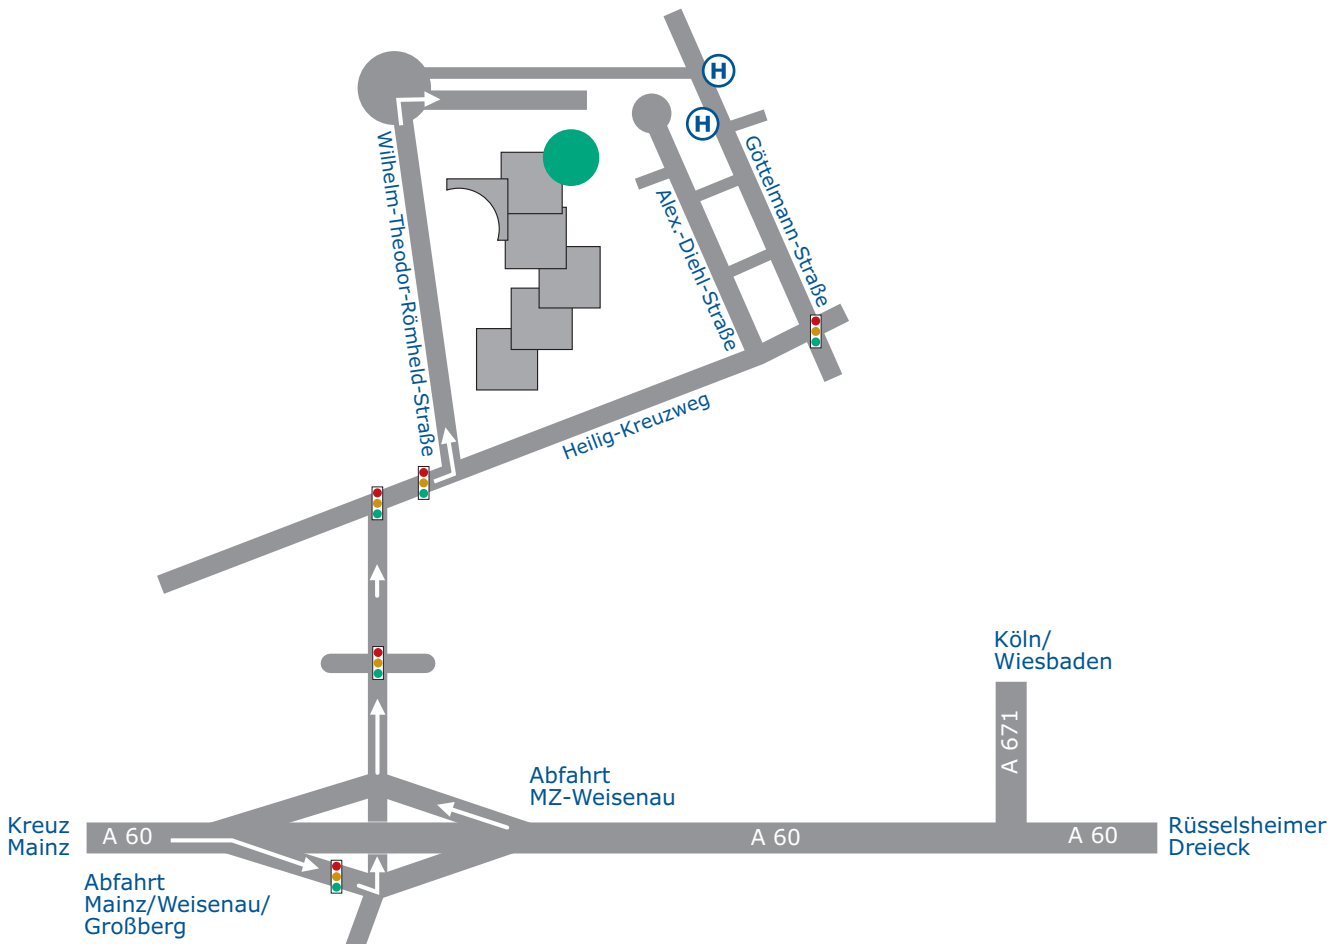 H
H
Wilhelm-Theodor-Römheld-Straße
Göttelmann-Straße
Alex.-Diehl-Straße
Heilig-Kreuzweg
Köln/
Wiesbaden
A 671
Abfahrt
MZ-Weisenau
Kreuz
Mainz
A 60
A 60
A 60
Rüsselsheimer
Dreieck
Abfahrt
Mainz/Weisenau/
Großberg